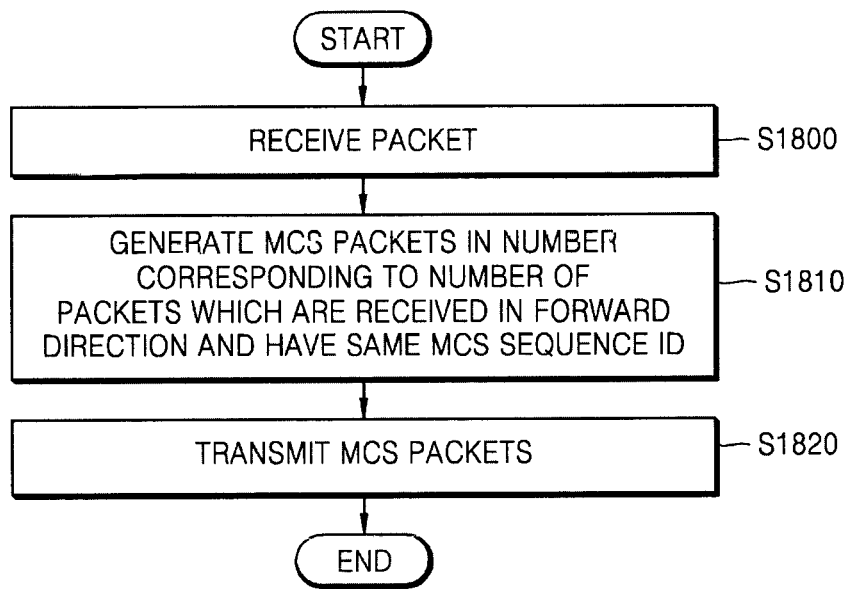 START
RECEIVE PACKET
S1800
GENERATE MCS PACKETS IN NUMBER
CORRESPONDING TO NUMBER OF
PACKETS WHICH ARE RECEIVED IN FORWARD
DIRECTION AND HAVE SAME MCS SEQUENCE ID
S1810
TRANSMIT MCS PACKETS
S1820
END